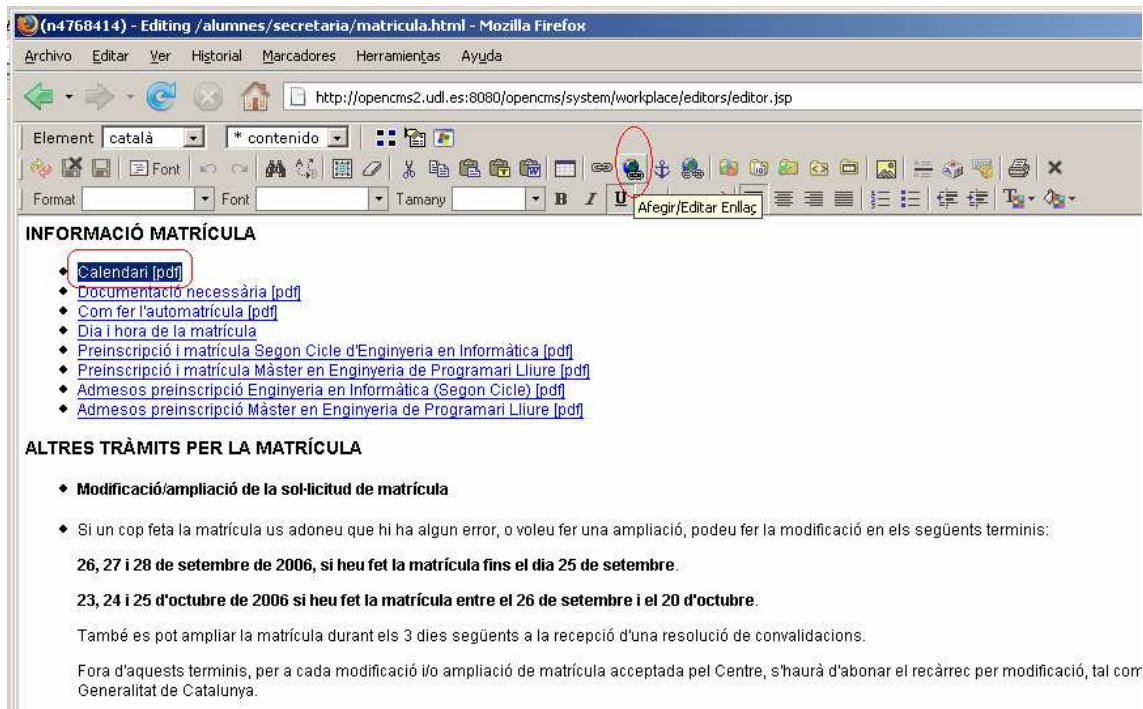 (n4768414) - Editing /alumnes/secretaria/matricula.html - Mozilla Firefox
Archivo Editar Ver Historial Marcadores Herramientas Ayuda
http://opencms2.udl.es:8080/opencms/system/workplace/editors/editor.jsp
Element català * contenido
Font
Format Font Tamany B I U
Afegir/Editar Enllaç
INFORMACIÓ MATRÍCULA
Calendari [pdf]
Documentació necessària [pdf]
Com fer l'automatrícula [pdf]
Dia i hora de la matrícula
Preinscripció i matrícula Segon Cicle d'Enginyeria en Informàtica [pdf]
Preinscripció i matrícula Màster en Enginyeria de Programari Lliure [pdf]
Admesos preinscripció Enginyeria en Informàtica (Segon Cicle) [pdf]
Admesos preinscripció Màster en Enginyeria de Programari Lliure [pdf]
ALTRES TRÀMITS PER LA MATRÍCULA
Modificació/ampliació de la sol·licitud de matrícula
Si un cop feta la matrícula us adoneu que hi ha algun error, o voleu fer una ampliació, podeu fer la modificació en els següents terminis:
26, 27 i 28 de setembre de 2006, si heu fet la matrícula fins el dia 25 de setembre.
23, 24 i 25 d'octubre de 2006 si heu fet la matrícula entre el 26 de setembre i el 20 d'octubre.
També es pot ampliar la matrícula durant els 3 dies següents a la recepció d'una resolució de convalidacions.
Fora d'aquests terminis, per a cada modificació i/o ampliació de matrícula acceptada pel Centre, s'haurà d'abonar el recàrrec per modificació, tal com
Generalitat de Catalunya.